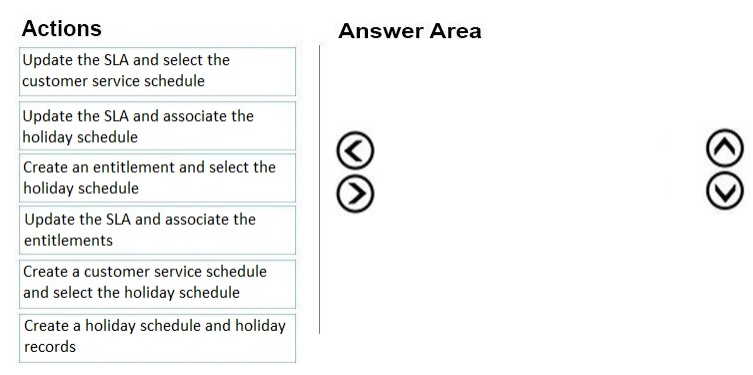 Actions
Answer Area
Update the SLA and select the
customer service schedule
Update the SLA and associate the
holiday schedule
Create an entitlement and select the
holiday schedule
Update the SLA and associate the
entitlements
Create a customer service schedule
and select the holiday schedule
Create a holiday schedule and holiday
records